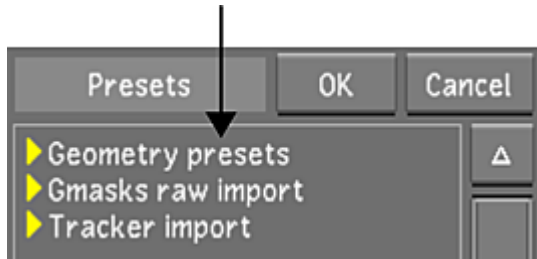 Presets OK Cancel
Geometry presets
Gmasks raw import
Tracker import